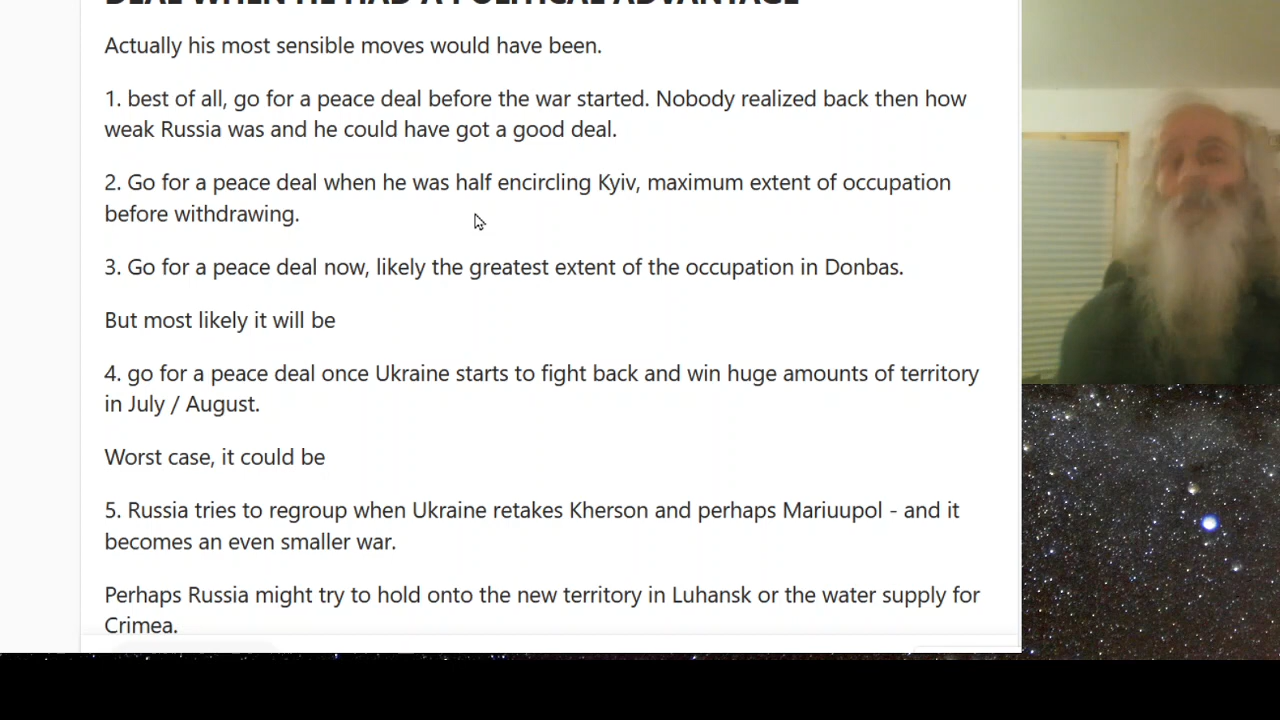 DEAL WHEN HE HAD A POLITICAL ADVANTAGE
Actually his most sensible moves would have been.
1. best of all, go for a peace deal before the war started. Nobody realized back then how
weak Russia was and he could have got a good deal.
2. Go for a peace deal when he was half encircling Kyiv, maximum extent of occupation
before withdrawing.
3. Go for a peace deal now, likely the greatest extent of the occupation in Donbas.
But most likely it will be
4. go for a peace deal once Ukraine starts to fight back and win huge amounts of territory
in July / August.
Worst case, it could be
5. Russia tries to regroup when Ukraine retakes Kherson and perhaps Mariuupol - and it
becomes an even smaller war.
Perhaps Russia might try to hold onto the new territory in Luhansk or the water supply for
Crimea.